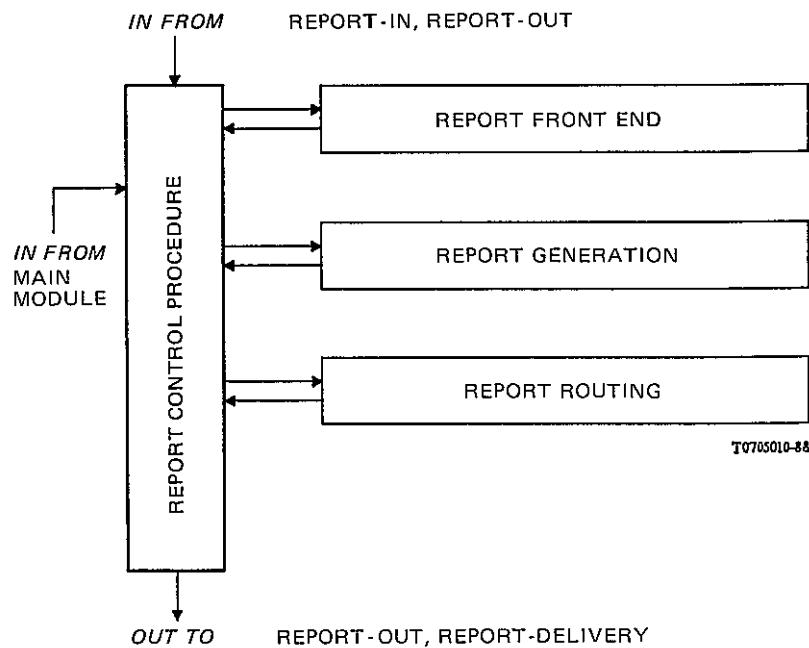 IN FROM REPORT-IN, REPORT-OUT
REPORT FRONT END
REPORT CONTROL PROCEDURE
IN FROM
MAIN
MODULE
REPORT GENERATION
REPORT ROUTING
T0705010-88
OUT TO REPORT-OUT, REPORT-DELIVERY